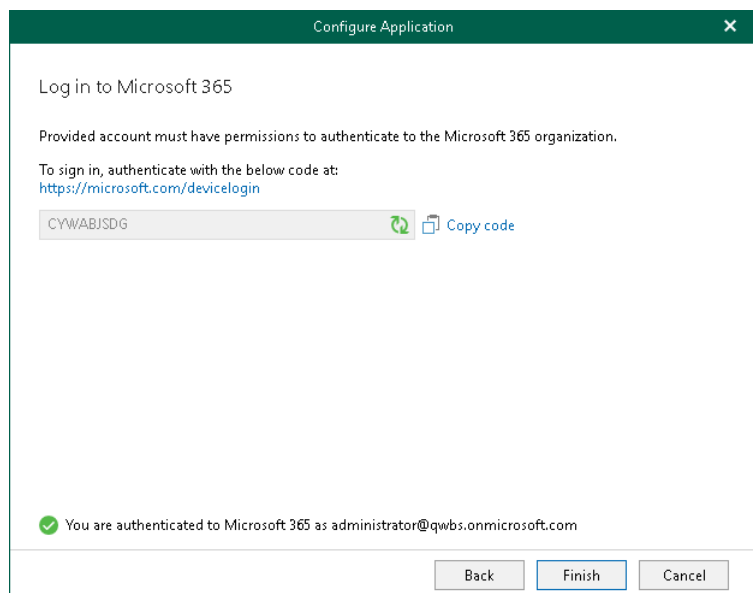 Configure Application
Log in to Microsoft 365
Provided account must have permissions to authenticate to the Microsoft 365 organization.
To sign in, authenticate with the below code at:
https://microsoft.com/devicelogin
CYWABJSDG Copy code
You are authenticated to Microsoft 365 as administrator@qwbs.onmicrosoft.com
Back Finish Cancel